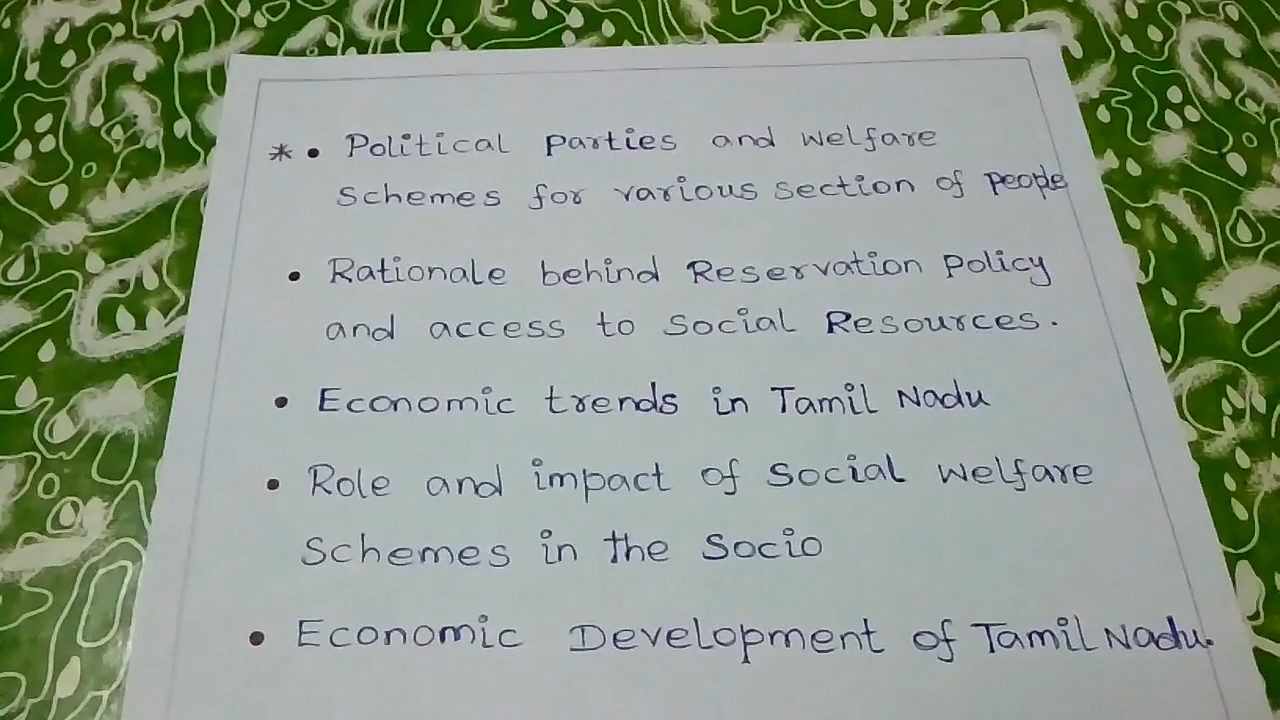 * • Political parties and welfare
Schemes for various section of people
• Rationale behind Reservation policy
and access to social Resources.
• Economic trends in Tamil Nadu
• Role and impact of social welfare
Schemes in the Socio
• Economic Development of Tamil Nadu.